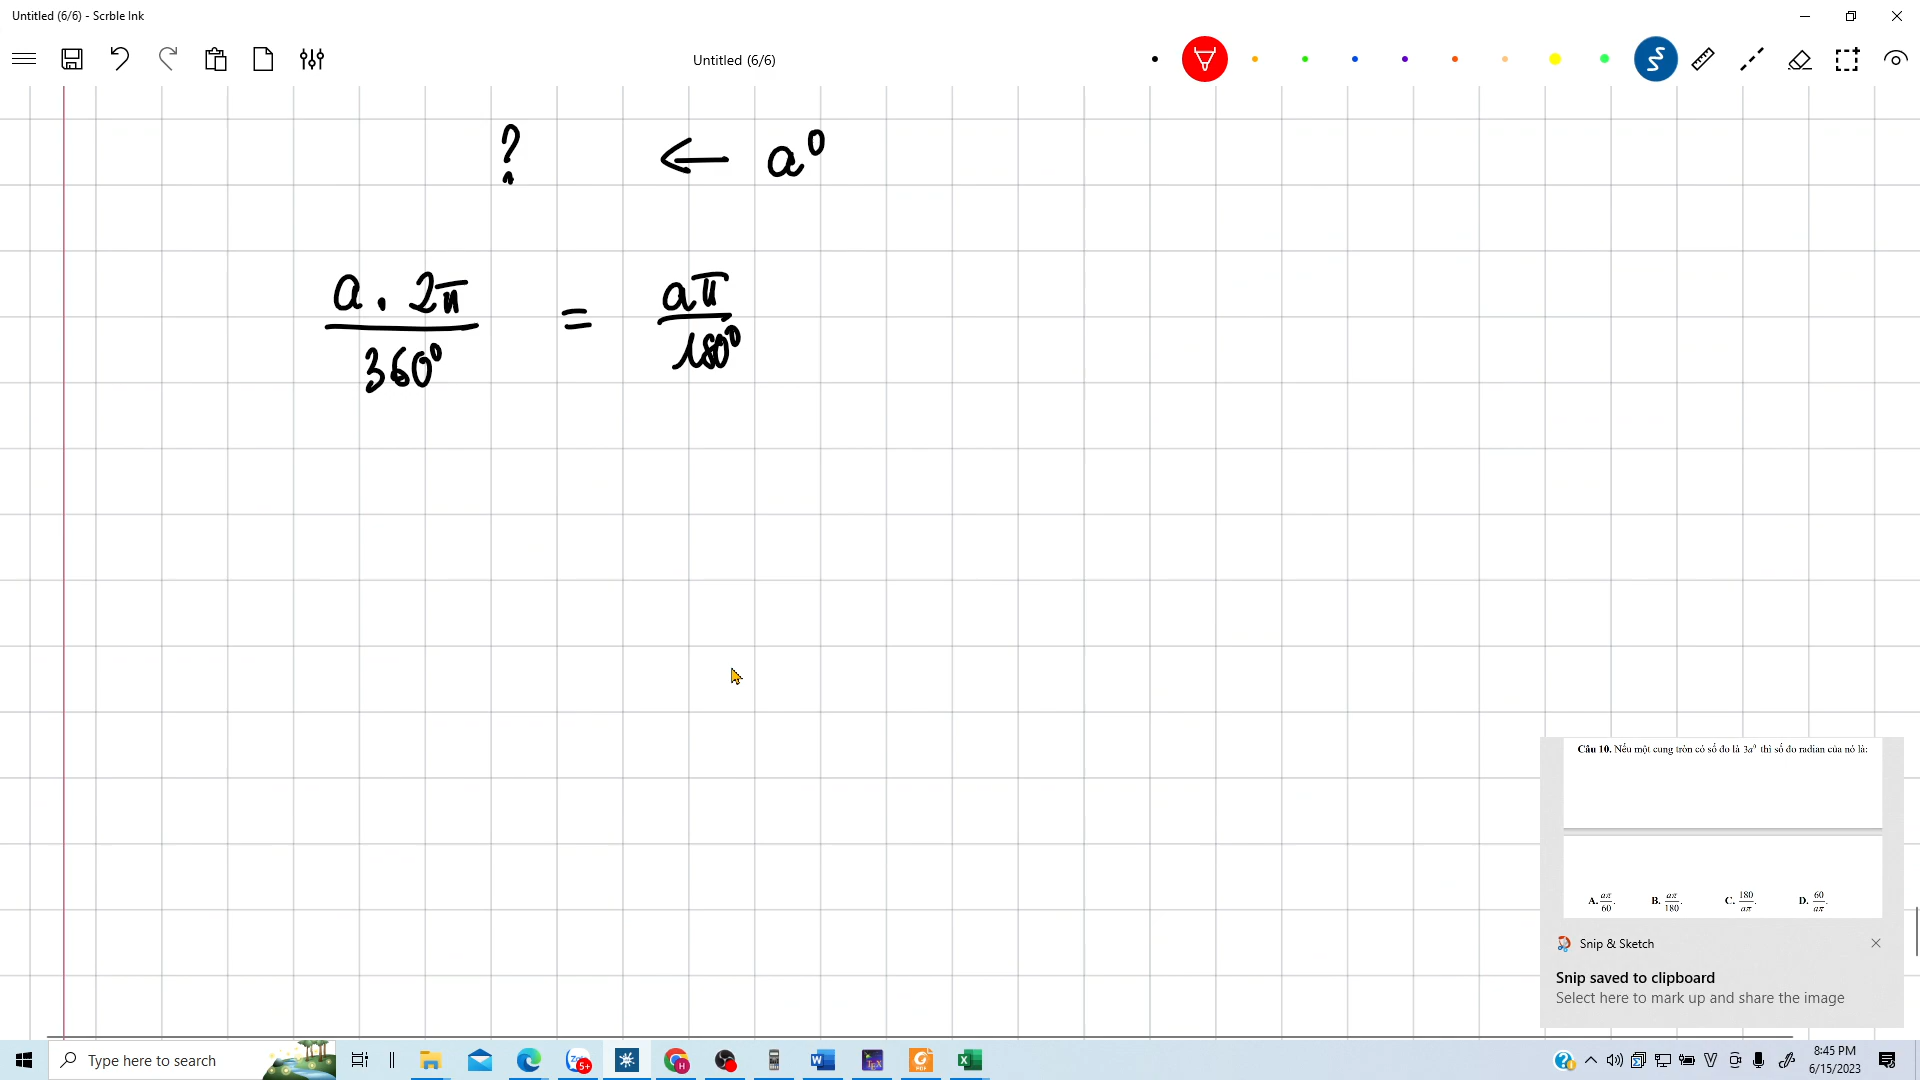 Untitled (6/6) - Scrble Ink
Untitled (6/6)
? ← a⁰
a . 2π / 360⁰ = aπ / 180⁰
Câu 10. Nếu một cung tròn có số đo là 3a⁰ thì số đo radian của nó là:
A. aπ/60. B. aπ/180. C. 180/aπ. D. 60/aπ.
Snip & Sketch
Snip saved to clipboard
Select here to mark up and share the image
Type here to search
8:45 PM
6/15/2023